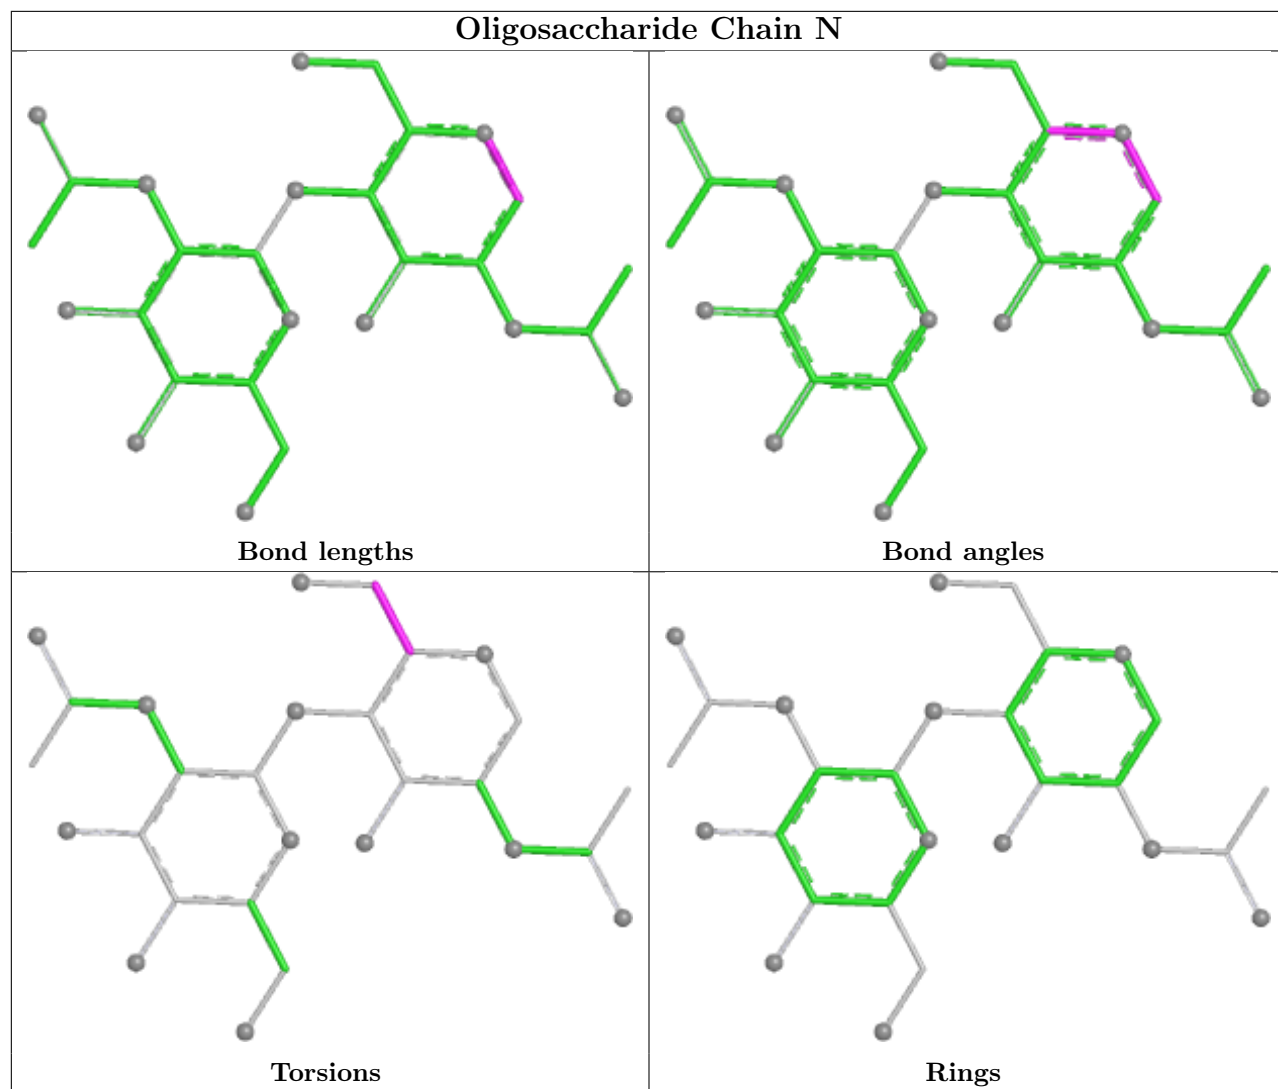 Oligosaccharide Chain N
Bond lengths
Bond angles
Torsions
Rings